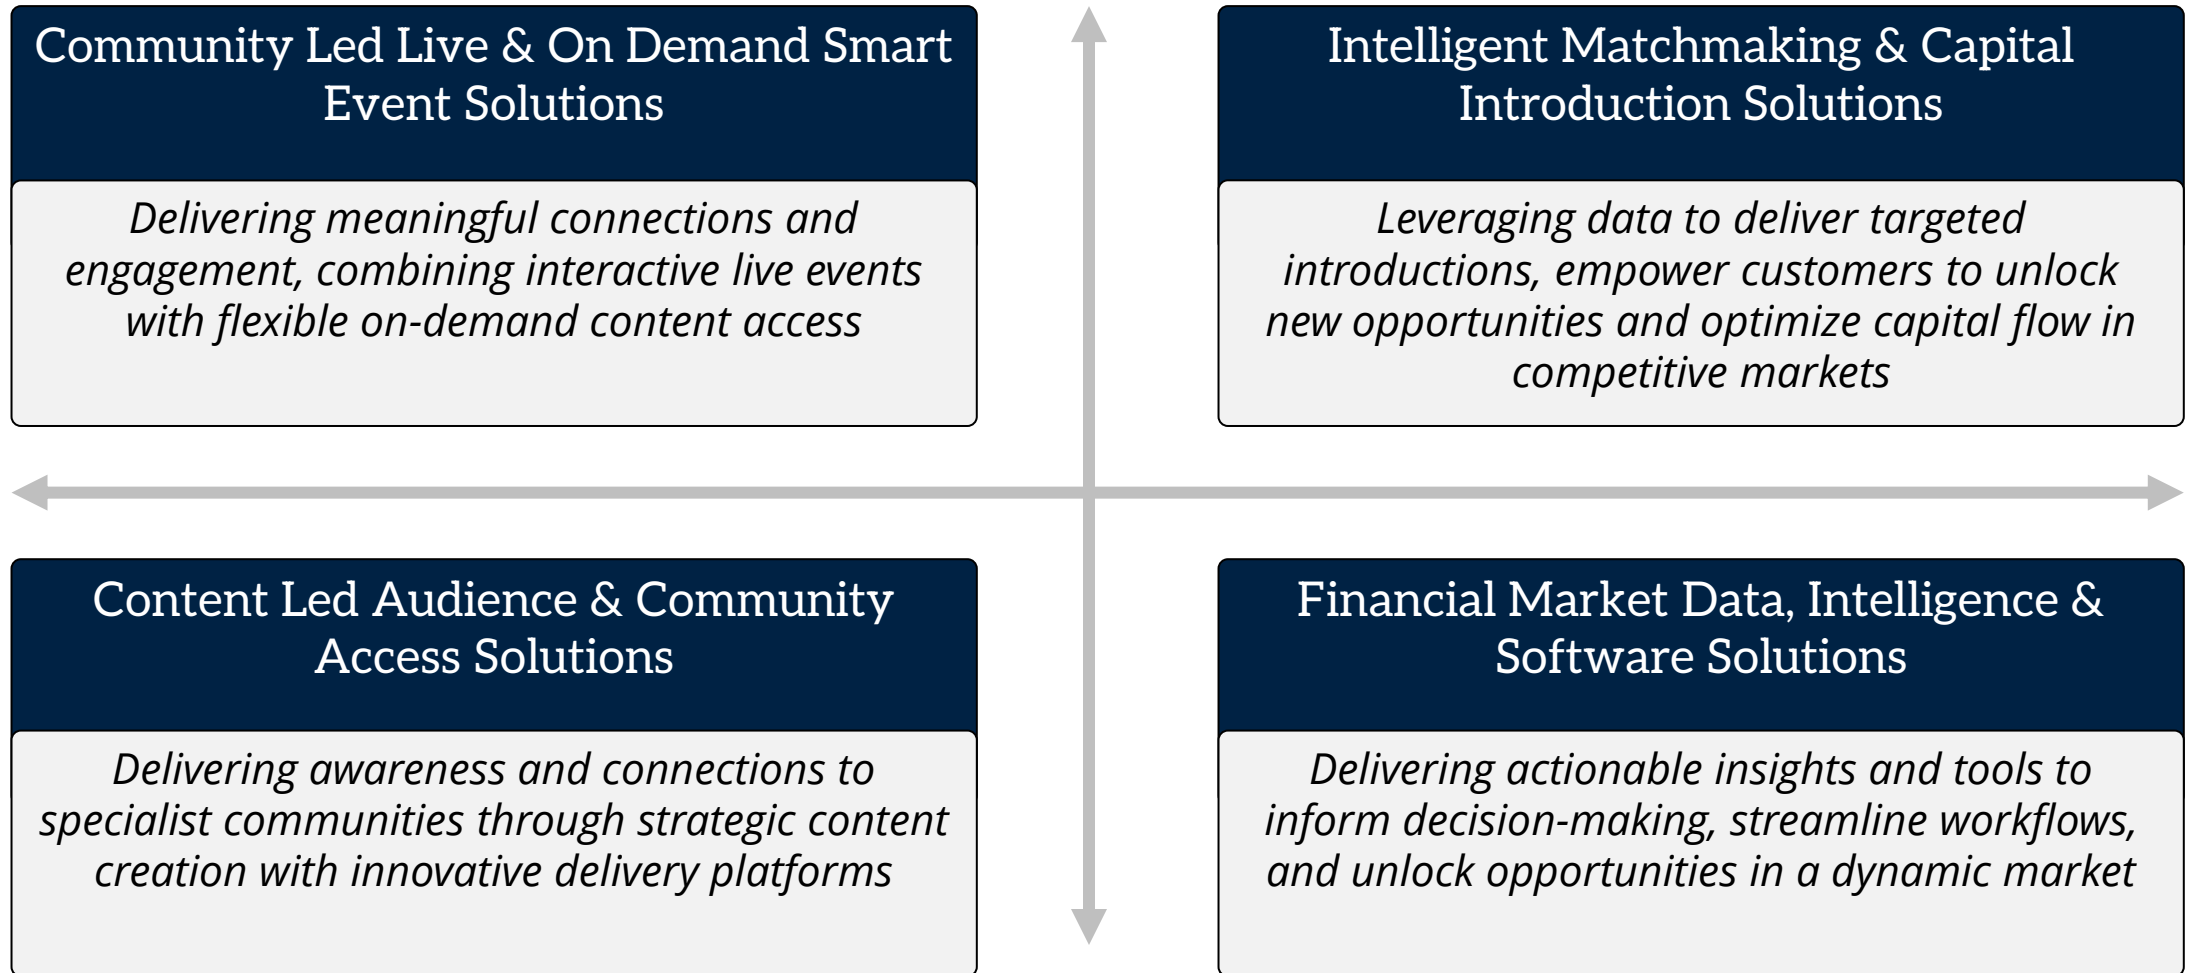 Community Led Live & On Demand Smart
Event Solutions
Delivering meaningful connections and
engagement, combining interactive live events
with flexible on-demand content access
Intelligent Matchmaking & Capital
Introduction Solutions
Leveraging data to deliver targeted
introductions, empower customers to unlock
new opportunities and optimize capital flow in
competitive markets
Content Led Audience & Community
Access Solutions
Delivering awareness and connections to
specialist communities through strategic content
creation with innovative delivery platforms
Financial Market Data, Intelligence &
Software Solutions
Delivering actionable insights and tools to
inform decision-making, streamline workflows,
and unlock opportunities in a dynamic market